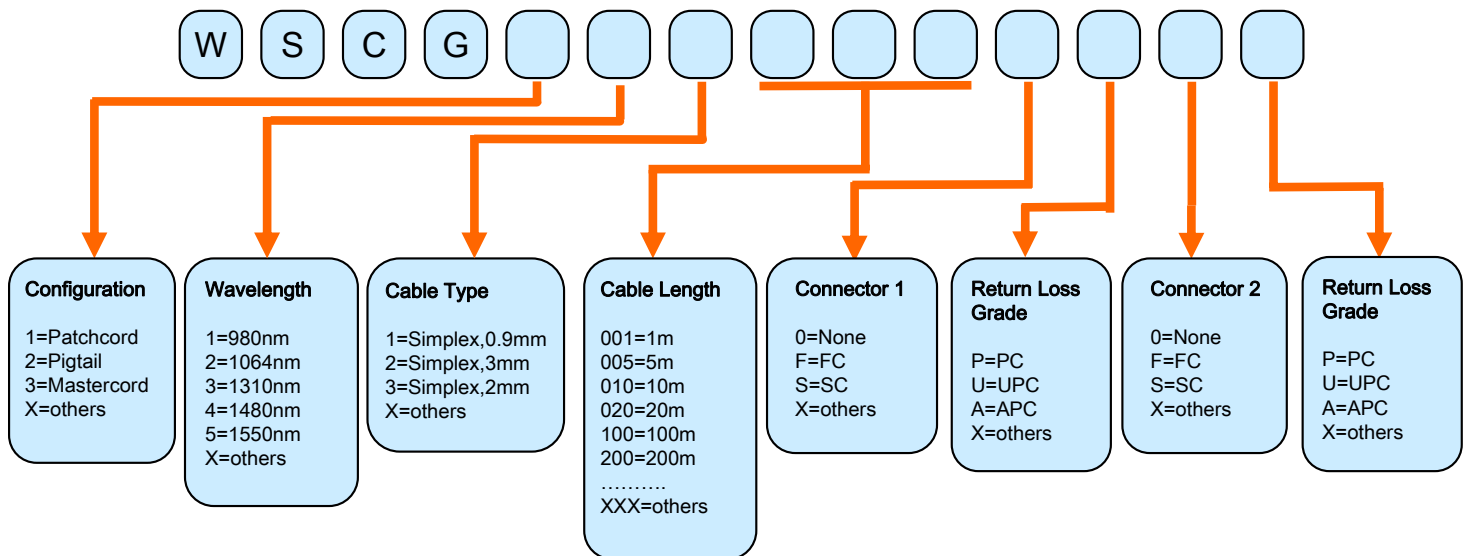 W S C G
Configuration
1=Patchcord
2=Pigtail
3=Mastercord
X=others
Wavelength
1=980nm
2=1064nm
3=1310nm
4=1480nm
5=1550nm
X=others
Cable Type
1=Simplex,0.9mm
2=Simplex,3mm
3=Simplex,2mm
X=others
Cable Length
001=1m
005=5m
010=10m
020=20m
100=100m
200=200m
……….
XXX=others
Connector 1
0=None
F=FC
S=SC
X=others
Return Loss
Grade
P=PC
U=UPC
A=APC
X=others
Connector 2
0=None
F=FC
S=SC
X=others
Return Loss
Grade
P=PC
U=UPC
A=APC
X=others